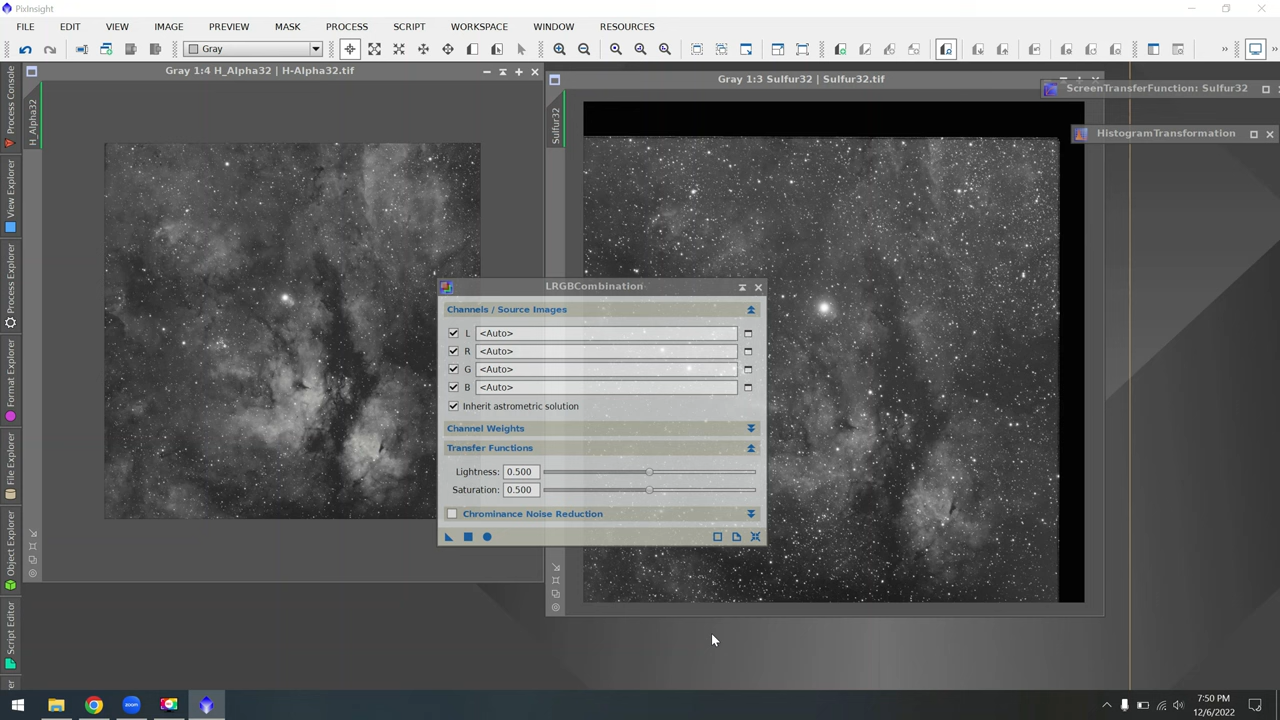 PixInsight
FILE EDIT VIEW IMAGE PREVIEW MASK PROCESS SCRIPT WORKSPACE WINDOW RESOURCES
Gray
Gray 1:4 H_Alpha32 | H-Alpha32.tif
Gray 1:3 Sulfur32 | Sulfur32.tif
ScreenTransferFunction: Sulfur32
HistogramTransformation
Process Console
View Explorer
Process Explorer
Format Explorer
File Explorer
Object Explorer
Script Editor
H_Alpha32
Sulfur32
LRGBCombination
Channels / Source Images
L <Auto>
R <Auto>
G <Auto>
B <Auto>
Inherit astrometric solution
Channel Weights
Transfer Functions
Lightness: 0.500
Saturation: 0.500
Chrominance Noise Reduction
zoom
7:50 PM
12/6/2022